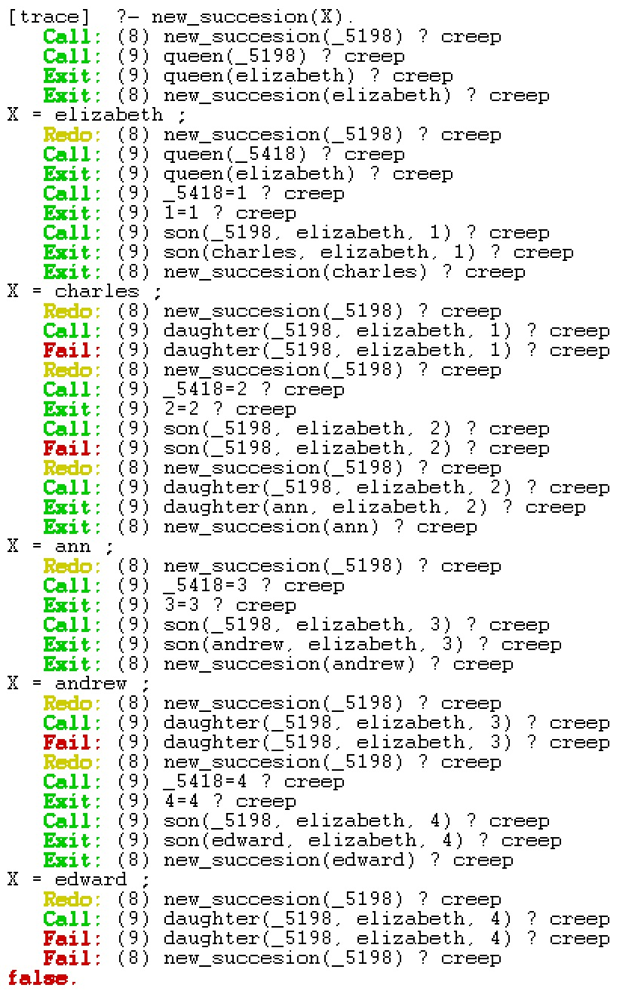 [trace]  ?- new_succesion(X).
   Call: (8) new_succesion(_5198) ? creep
   Call: (9) queen(_5198) ? creep
   Exit: (9) queen(elizabeth) ? creep
   Exit: (8) new_succesion(elizabeth) ? creep
X = elizabeth ;
   Redo: (8) new_succesion(_5198) ? creep
   Call: (9) queen(_5418) ? creep
   Exit: (9) queen(elizabeth) ? creep
   Call: (9) _5418=1 ? creep
   Exit: (9) 1=1 ? creep
   Call: (9) son(_5198, elizabeth, 1) ? creep
   Exit: (9) son(charles, elizabeth, 1) ? creep
   Exit: (8) new_succesion(charles) ? creep
X = charles ;
   Redo: (8) new_succesion(_5198) ? creep
   Call: (9) daughter(_5198, elizabeth, 1) ? creep
   Fail: (9) daughter(_5198, elizabeth, 1) ? creep
   Redo: (8) new_succesion(_5198) ? creep
   Call: (9) _5418=2 ? creep
   Exit: (9) 2=2 ? creep
   Call: (9) son(_5198, elizabeth, 2) ? creep
   Fail: (9) son(_5198, elizabeth, 2) ? creep
   Redo: (8) new_succesion(_5198) ? creep
   Call: (9) daughter(_5198, elizabeth, 2) ? creep
   Exit: (9) daughter(ann, elizabeth, 2) ? creep
   Exit: (8) new_succesion(ann) ? creep
X = ann ;
   Redo: (8) new_succesion(_5198) ? creep
   Call: (9) _5418=3 ? creep
   Exit: (9) 3=3 ? creep
   Call: (9) son(_5198, elizabeth, 3) ? creep
   Exit: (9) son(andrew, elizabeth, 3) ? creep
   Exit: (8) new_succesion(andrew) ? creep
X = andrew ;
   Redo: (8) new_succesion(_5198) ? creep
   Call: (9) daughter(_5198, elizabeth, 3) ? creep
   Fail: (9) daughter(_5198, elizabeth, 3) ? creep
   Redo: (8) new_succesion(_5198) ? creep
   Call: (9) _5418=4 ? creep
   Exit: (9) 4=4 ? creep
   Call: (9) son(_5198, elizabeth, 4) ? creep
   Exit: (9) son(edward, elizabeth, 4) ? creep
   Exit: (8) new_succesion(edward) ? creep
X = edward ;
   Redo: (8) new_succesion(_5198) ? creep
   Call: (9) daughter(_5198, elizabeth, 4) ? creep
   Fail: (9) daughter(_5198, elizabeth, 4) ? creep
   Fail: (8) new_succesion(_5198) ? creep
false.